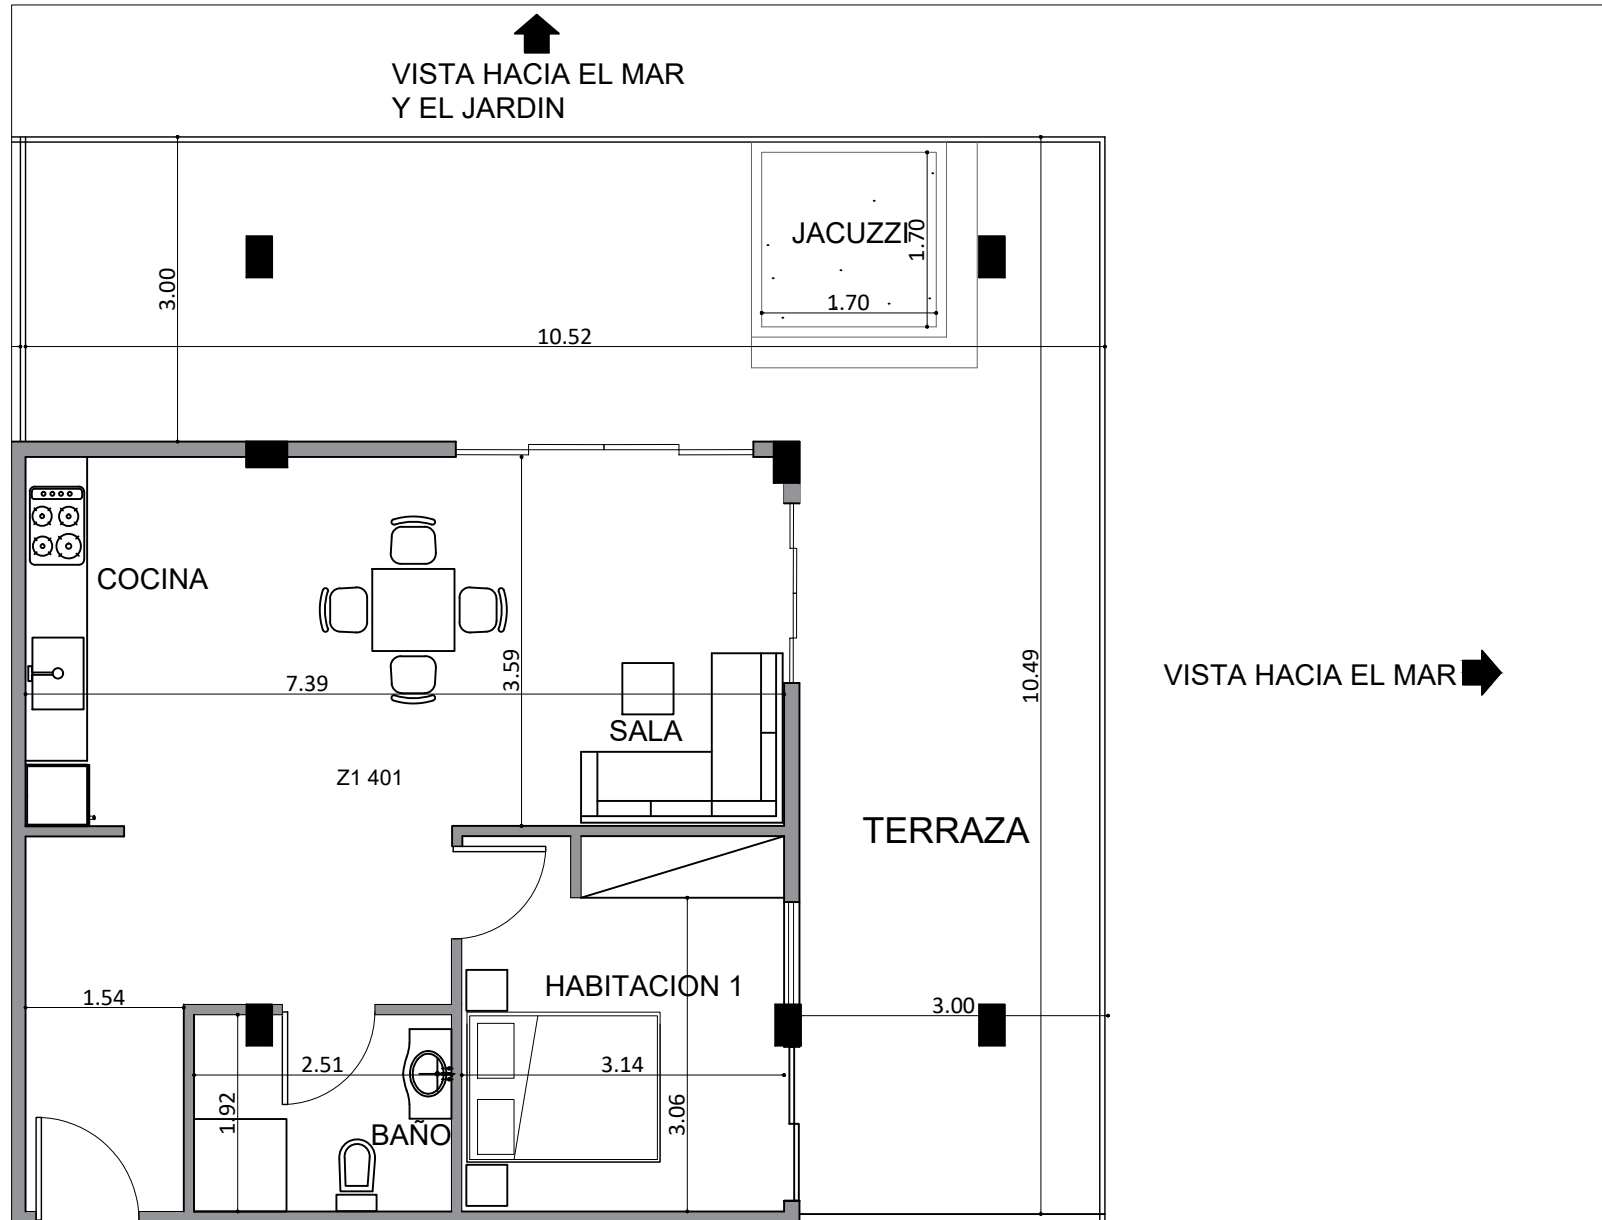 VISTA HACIA EL MAR
Y EL JARDIN
JACUZZI
1.70
1.70
3.00
10.52
COCINA
3.59
7.39
10.49
VISTA HACIA EL MAR
SALA
Z1 401
TERRAZA
HABITACION 1
1.54
3.00
2.51
3.14
1.92
3.06
BAÑO